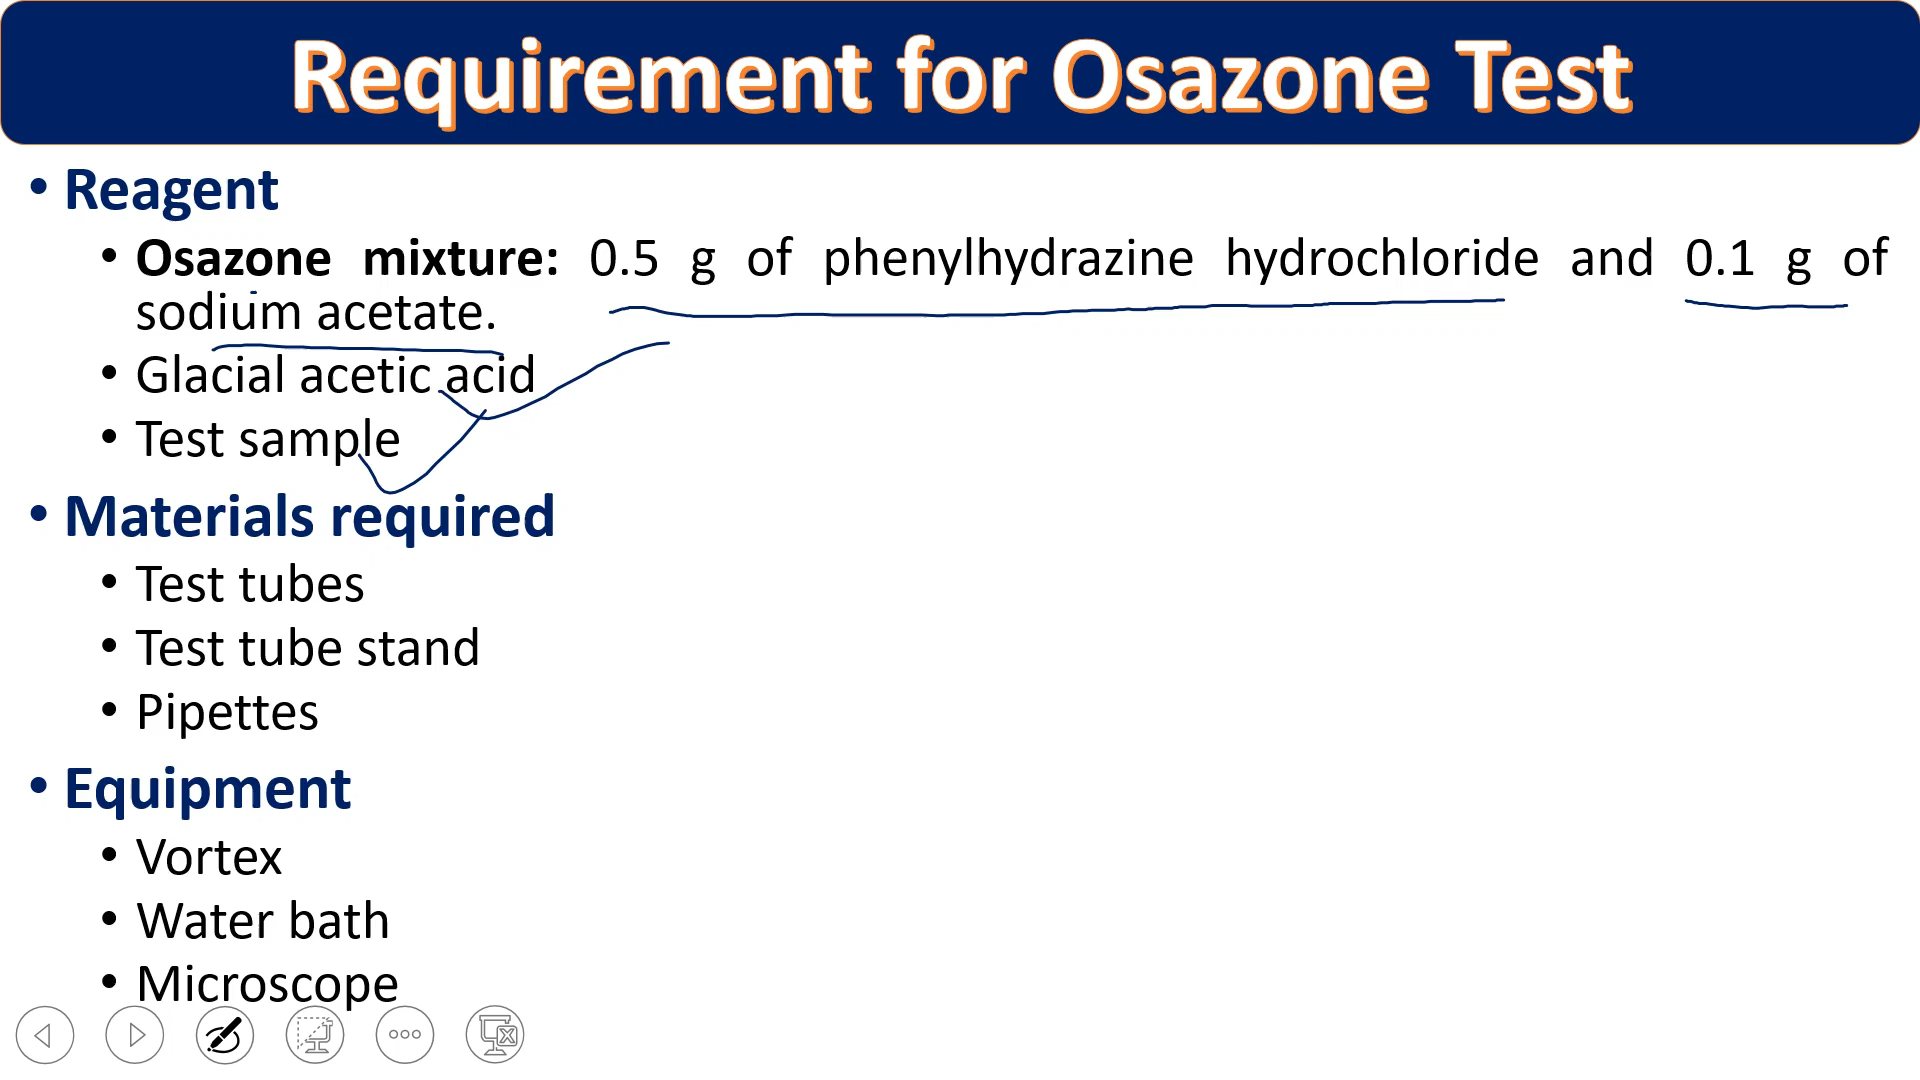 Requirement for Osazone Test
• Reagent
• Osazone mixture: 0.5 g of phenylhydrazine hydrochloride and 0.1 g of
sodium acetate.
• Glacial acetic acid
• Test sample
• Materials required
• Test tubes
• Test tube stand
• Pipettes
• Equipment
• Vortex
• Water bath
• Microscope